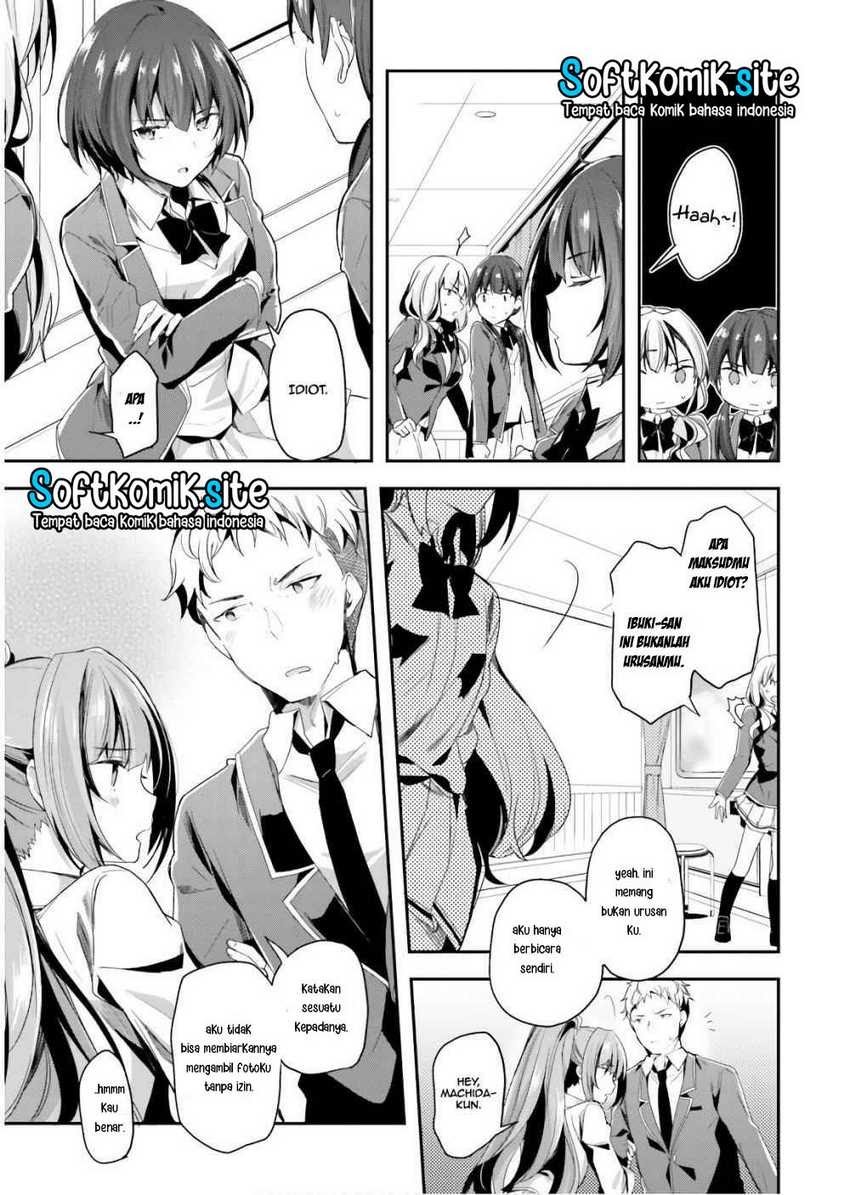 SoftKomik.site
Tempat baca Komik bahasa indonesia
Haah~!
IDIOT.
APA
..!
SoftKomik.site
Tempat baca Komik bahasa indonesia
APA
MAKSUDMU
AKU IDIOT?
IBUKI-SAN
INI BUKANLAH
URUSANMU.
yeah. ini
memang
bukan urusan
Ku.
aku hanya
berbicara
sendiri.
HEY,
MACHIDA-
KUN.
Katakan
sesuatu
Kepadanya.
aku tidak
bisa membiarkannya
mengambil fotoKu
tanpa izin.
..hmmm
Kau
benar.